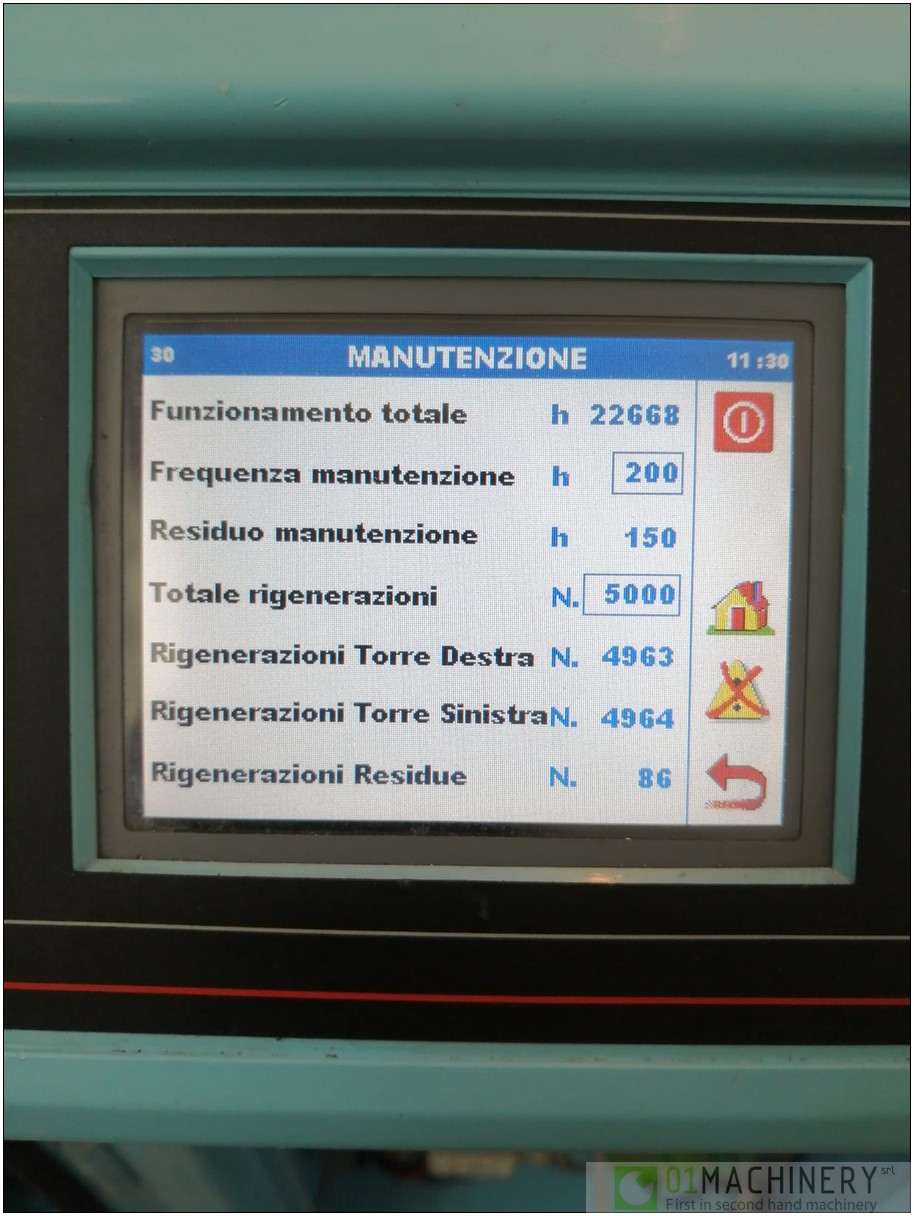 30 MANUTENZIONE 11:30
Funzionamento totale h 22668
Frequenza manutenzione h 200
Residuo manutenzione h 150
Totale rigenerazioni N. 5000
Rigenerazioni Torre Destra N. 4963
Rigenerazioni Torre Sinistra N. 4964
Rigenerazioni Residue N. 86
01MACHINERY srl
First in second hand machinery